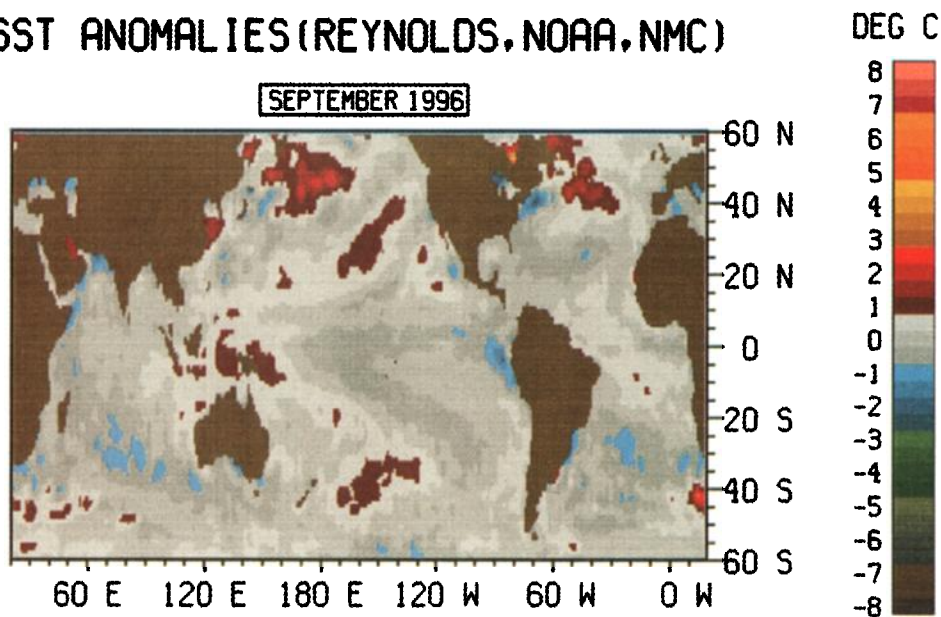 SST ANOMALIES(REYNOLDS,NOAA,NMC)
DEG C
SEPTEMBER 1996
60 N
40 N
20 N
0
20 S
40 S
60 S
60 E 120 E 180 E 120 W 60 W 0 W
8
7
6
5
4
3
2
1
0
-1
-2
-3
-4
-5
-6
-7
-8